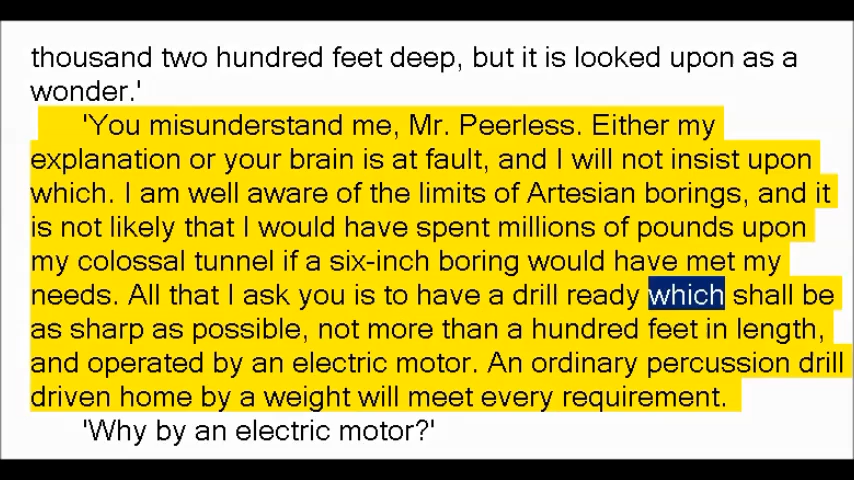 thousand two hundred feet deep, but it is looked upon as a
wonder.'
'You misunderstand me, Mr. Peerless. Either my
explanation or your brain is at fault, and I will not insist upon
which. I am well aware of the limits of Artesian borings, and it
is not likely that I would have spent millions of pounds upon
my colossal tunnel if a six-inch boring would have met my
needs. All that I ask you is to have a drill ready which shall be
as sharp as possible, not more than a hundred feet in length,
and operated by an electric motor. An ordinary percussion drill
driven home by a weight will meet every requirement.
'Why by an electric motor?'